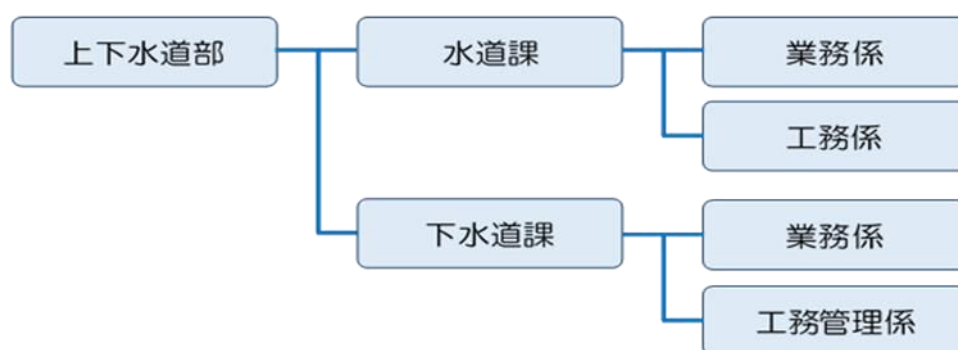 上下水道部
水道課
業務係
工務係
下水道課
業務係
工務管理係